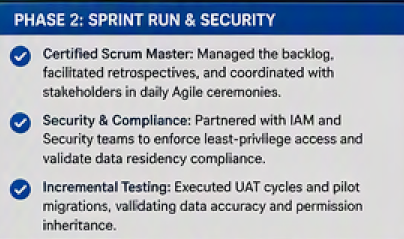 PHASE 2: SPRINT RUN & SECURITY
Certified Scrum Master: Managed the backlog,
facilitated retrospectives, and coordinated with
stakeholders in daily Agile ceremonies.
Security & Compliance: Partnered with IAM and
Security teams to enforce least-privilege access and
validate data residency compliance.
Incremental Testing: Executed UAT cycles and pilot
migrations, vallidating data accuracy and permission
inheritance.